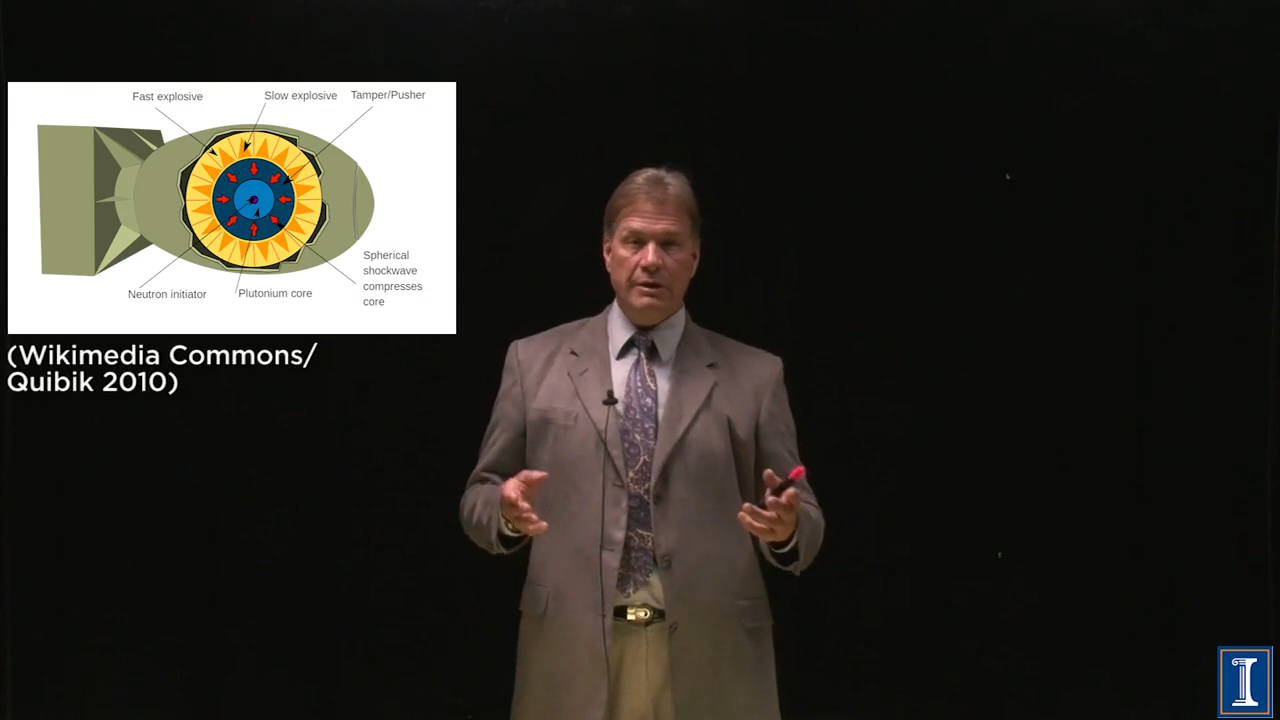 Fast explosive
Slow explosive
Tamper/Pusher
Spherical
shockwave
compresses
core
Neutron initiator
Plutonium core
(Wikimedia Commons/
Quibik 2010)
I